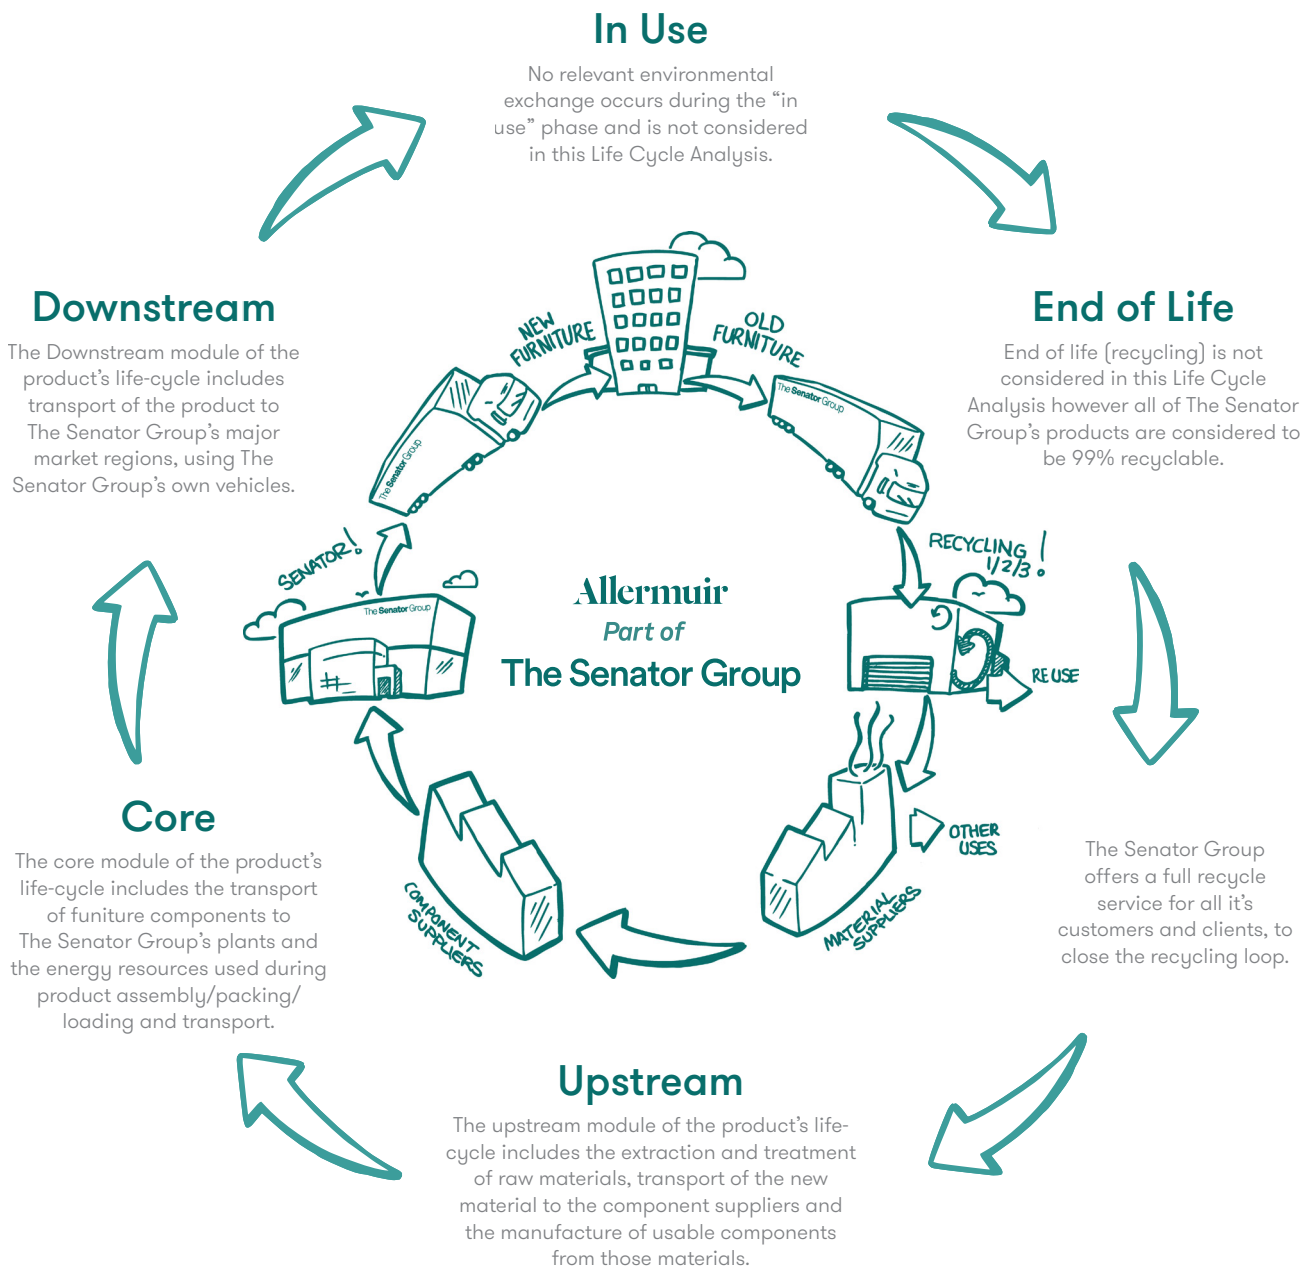 In Use
No relevant environmental
exchange occurs during the “in
use” phase and is not considered
in this Life Cycle Analysis.
Downstream
The Downstream module of the
product’s life-cycle includes
transport of the product to
The Senator Group’s major
market regions, using The
Senator Group’s own vehicles.
End of Life
End of life (recycling) is not
considered in this Life Cycle
Analysis however all of The Senator
Group’s products are considered to
be 99% recyclable.
NEW
FURNITURE
OLD
FURNITURE
The Senator Group
The Senator Group
SENATOR!
RECYCLING
1/2/3!
The Senator Group
Allermuir
Part of
The Senator Group
RE USE
Core
The core module of the product’s
life-cycle includes the transport
of funiture components to
The Senator Group’s plants and
the energy resources used during
product assembly/packing/
loading and transport.
COMPONENT
SUPPLIERS
MATERIAL
SUPPLIERS
OTHER
USES
The Senator Group
offers a full recycle
service for all it’s
customers and clients, to
close the recycling loop.
Upstream
The upstream module of the product’s life-
cycle includes the extraction and treatment
of raw materials, transport of the new
material to the component suppliers and
the manufacture of usable components
from those materials.